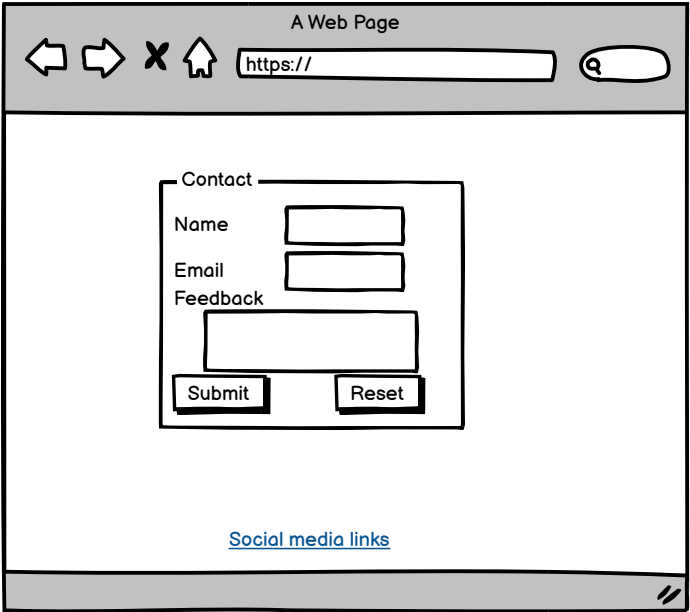 A Web Page
https://
Contact
Name
Email
Feedback
Submit Reset
Social media links